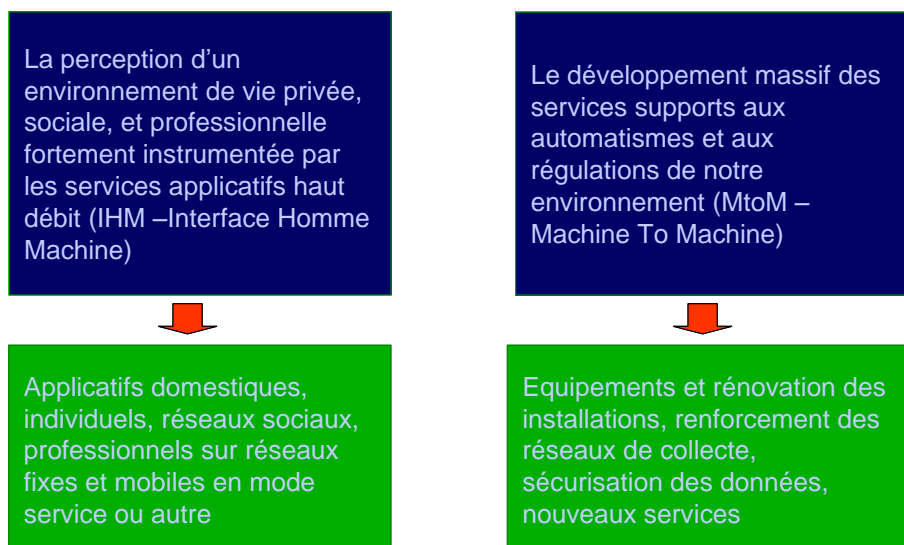 La perception d’un
environnement de vie privée,
sociale, et professionnelle
fortement instrumentée par
les services applicatifs haut
débit (IHM –Interface Homme
Machine)
Le développement massif des
services supports aux
automatismes et aux
régulations de notre
environnement (MtoM –
Machine To Machine)
Applicatifs domestiques,
individuels, réseaux sociaux,
professionnels sur réseaux
fixes et mobiles en mode
service ou autre
Equipements et rénovation des
installations, renforcement des
réseaux de collecte,
sécurisation des données,
nouveaux services